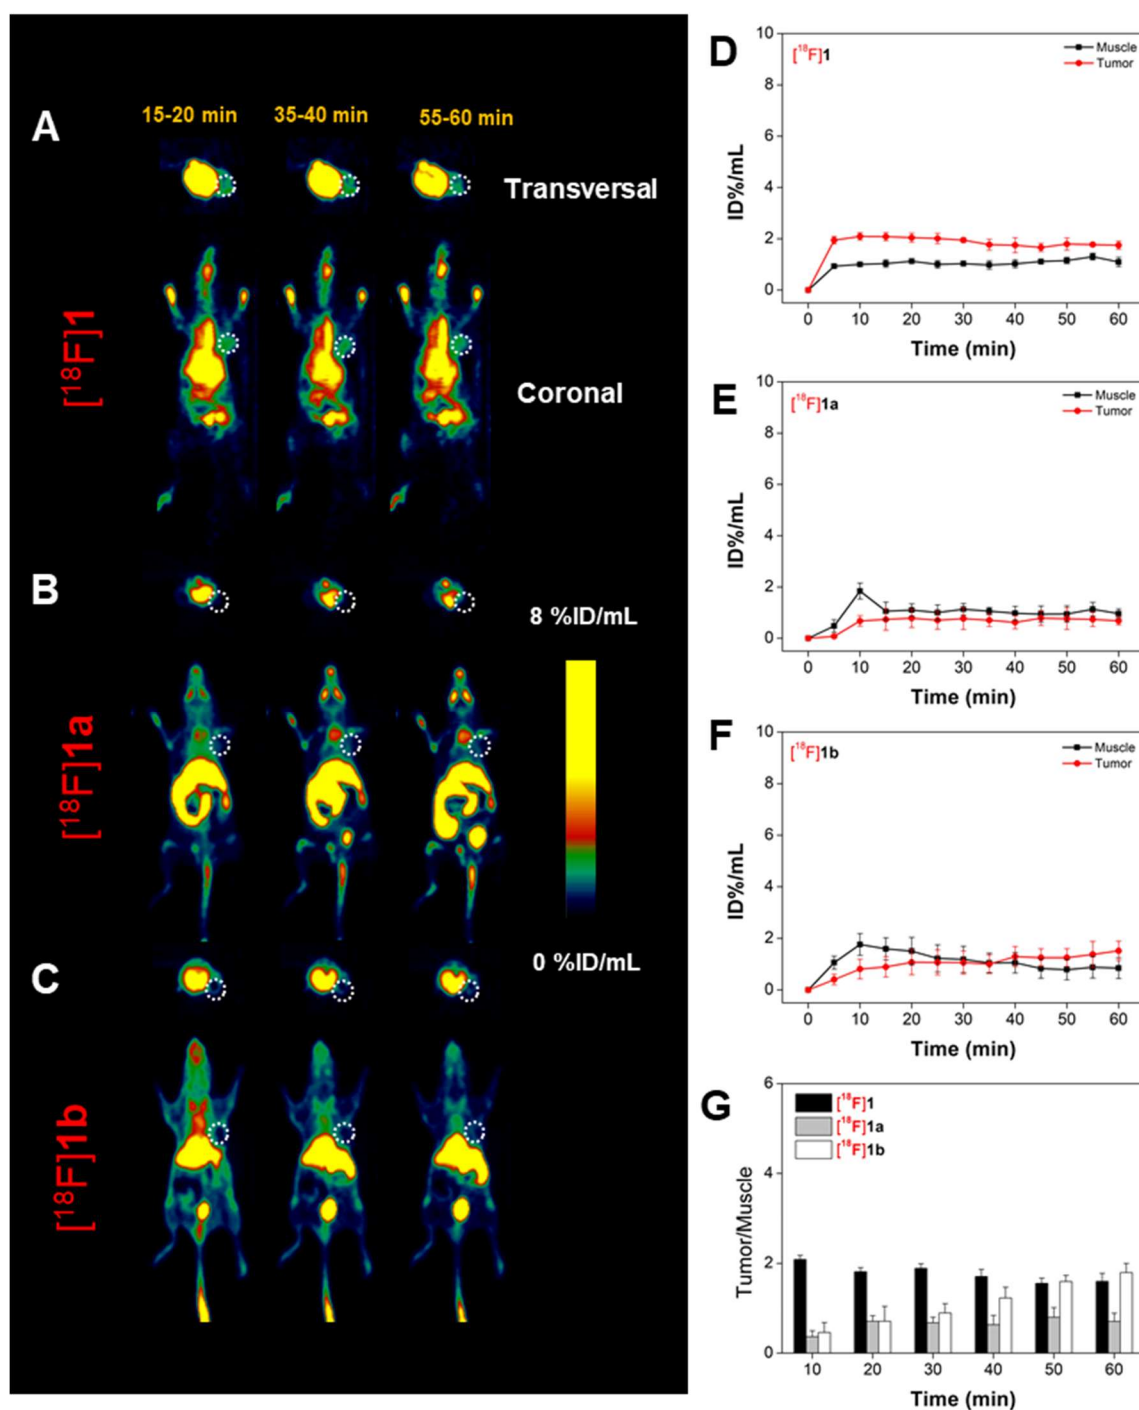 A
15-20 min 35-40 min 55-60 min
Transversal
[¹⁸F]1
Coronal
B
8 %ID/mL
[¹⁸F]1a
0 %ID/mL
C
[¹⁸F]1b
D
[¹⁸F]1
Muscle
Tumor
10
8
6
4
2
0
ID%/mL
0 10 20 30 40 50 60
Time (min)
E
[¹⁸F]1a
Muscle
Tumor
10
8
6
4
2
0
ID%/mL
0 10 20 30 40 50 60
Time (min)
F
[¹⁸F]1b
Muscle
Tumor
10
8
6
4
2
0
ID%/mL
0 10 20 30 40 50 60
Time (min)
G
[¹⁸F]1
[¹⁸F]1a
[¹⁸F]1b
6
4
2
0
Tumor/Muscle
10 20 30 40 50 60
Time (min)